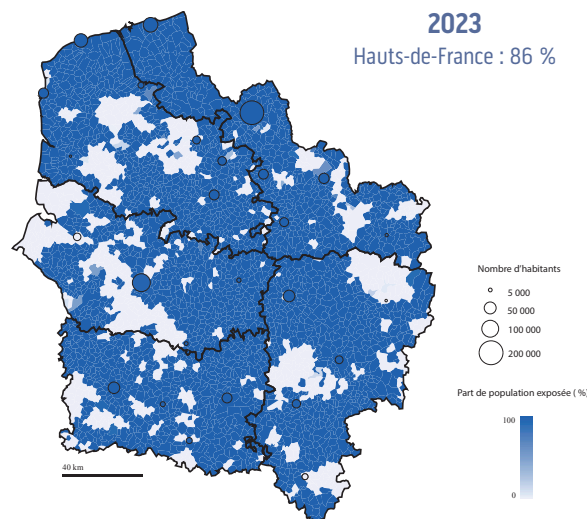 2023
Hauts-de-France : 86 %
Nombre d'habitants
5 000
50 000
100 000
200 000
Part de population exposée ( %)
100
0
40 km